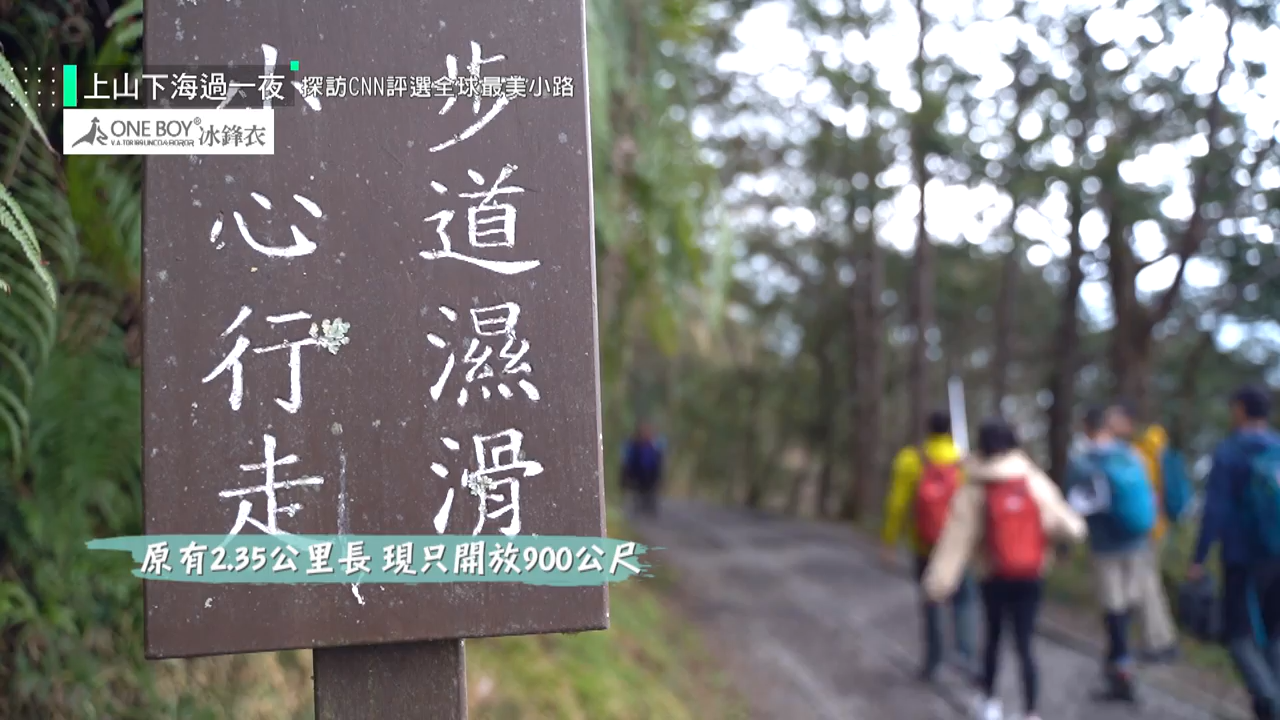 上山下海過一夜 探訪CNN評選全球最美小路
ONE BOY® 冰鋒衣
步道濕滑
小心行走
原有2.35公里長 現只開放900公尺